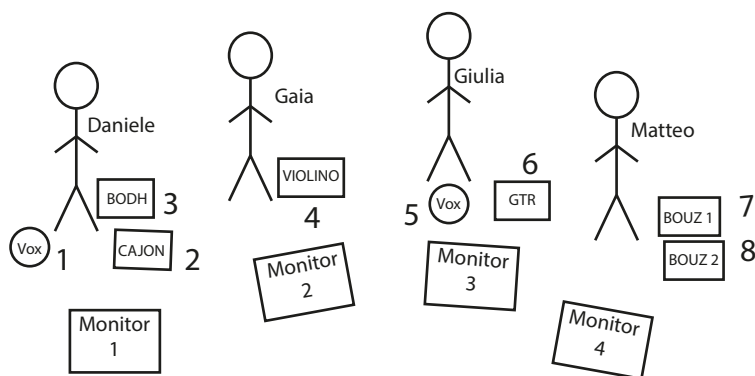 Daniele
BODH
3
Vox
1
CAJON
2
Monitor
1
Gaia
VIOLINO
4
Monitor
2
Giulia
6
5
Vox
GTR
Monitor
3
Matteo
7
BOUZ 1
BOUZ 2
8
Monitor
4